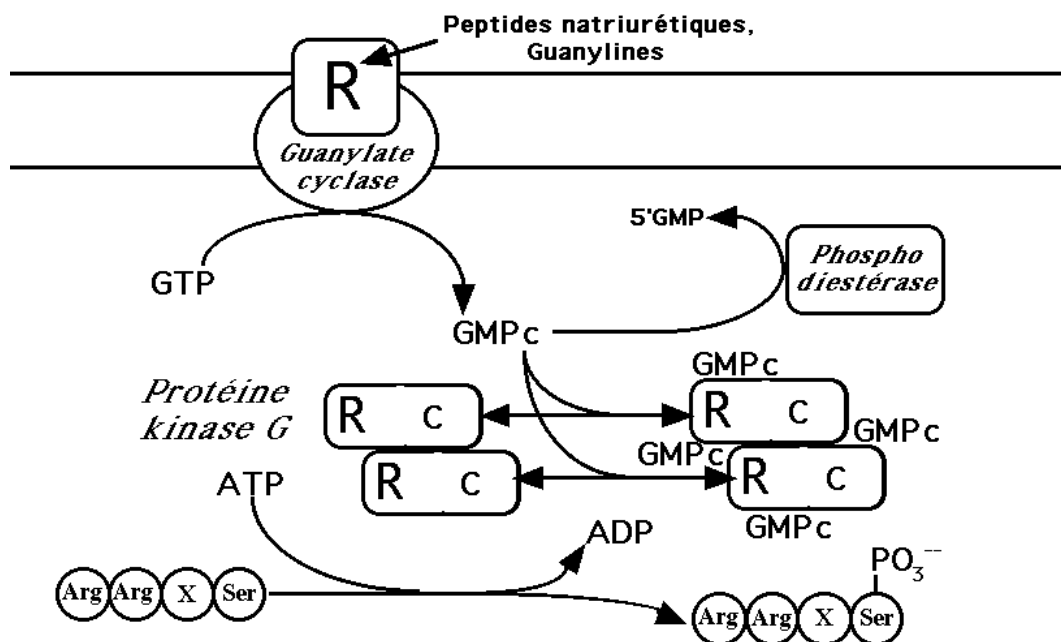 Peptides natriurétiques,
Guanylines
R
Guanylate
cyclase
5'GMP
Phospho
diestérase
GTP
GMPc
GMPc
Protéine
kinase G
R c
R c
GMPc
GMPc
R c
R c
GMPc
ATP
ADP
PO3--
Arg Arg X Ser
Arg Arg X Ser